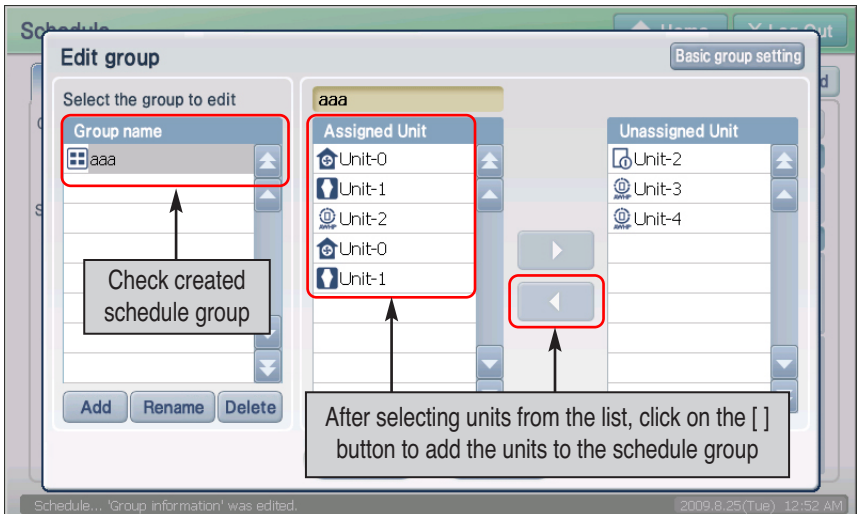 Schedule
Home
X Log Out
Edit group
Basic group setting
Select the group to edit
aaa
Group name
aaa
Assigned Unit
Unit-0
Unit-1
AWHP Unit-2
Unit-0
Unit-1
Unassigned Unit
Unit-2
AWHP Unit-3
AWHP Unit-4
Check created
schedule group
Add
Rename
Delete
After selecting units from the list, click on the [ ]
button to add the units to the schedule group
Schedule... 'Group information' was edited.
2009.8.25(Tue) 12:52 AM